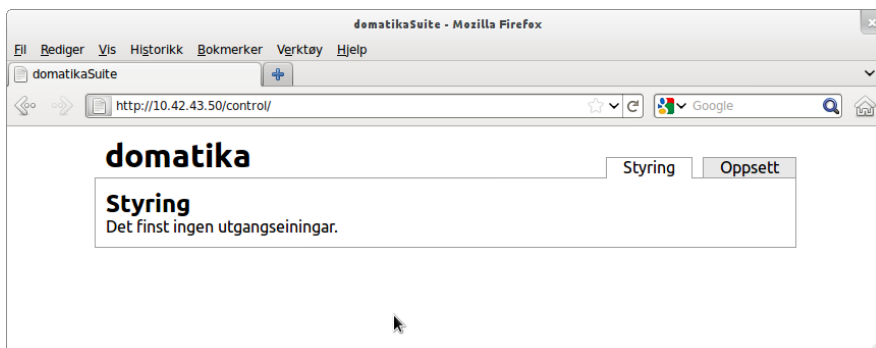 domatikaSuite - Mozilla Firefox
Fil Rediger Vis Historikk Bokmerker Verktøy Hjelp
domatikaSuite
http://10.42.43.50/control/ Google
domatika
Styring Oppsett
Styring
Det finst ingen utgangseiningar.